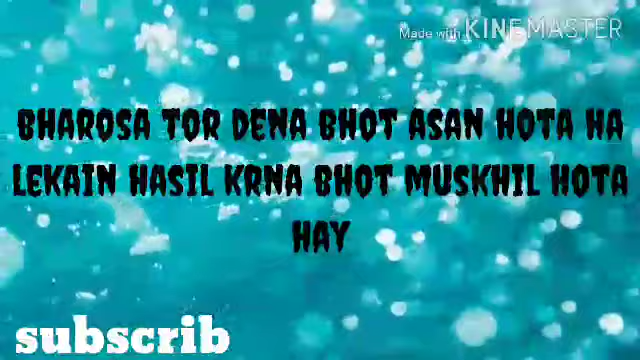 Made with KINEMASTER
BHAROSA TOR DENA BHOT ASAN HOTA HA
LEKAIN HASIL KRNA BHOT MUSKHIL HOTA
HAY
subscrib